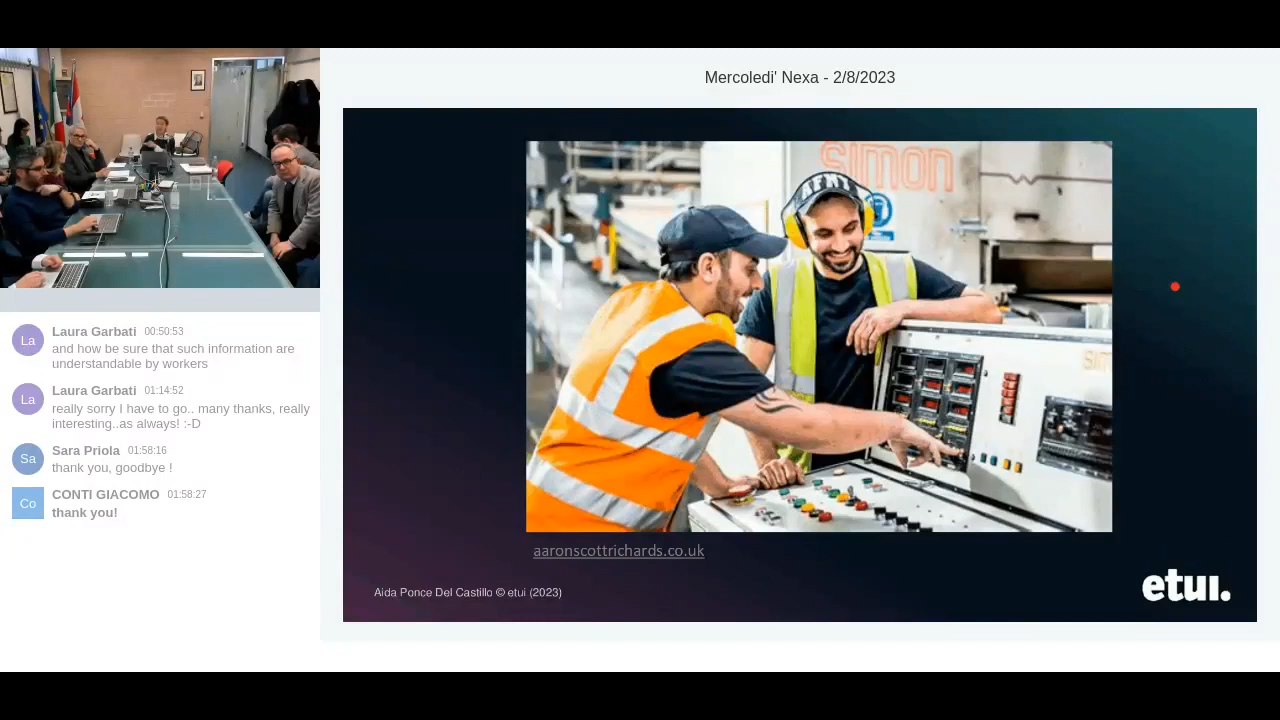 Mercoledi' Nexa - 2/8/2023
La
Laura Garbati 00:50:53
and how be sure that such information are
understandable by workers
La
Laura Garbati 01:14:52
really sorry I have to go.. many thanks, really
interesting..as always! :-D
Sa
Sara Priola 01:58:16
thank you, goodbye !
Co
CONTI GIACOMO 01:58:27
thank you!
simon
ARMY
aaronscottrichards.co.uk
Aida Ponce Del Castillo © etui (2023)
etui.